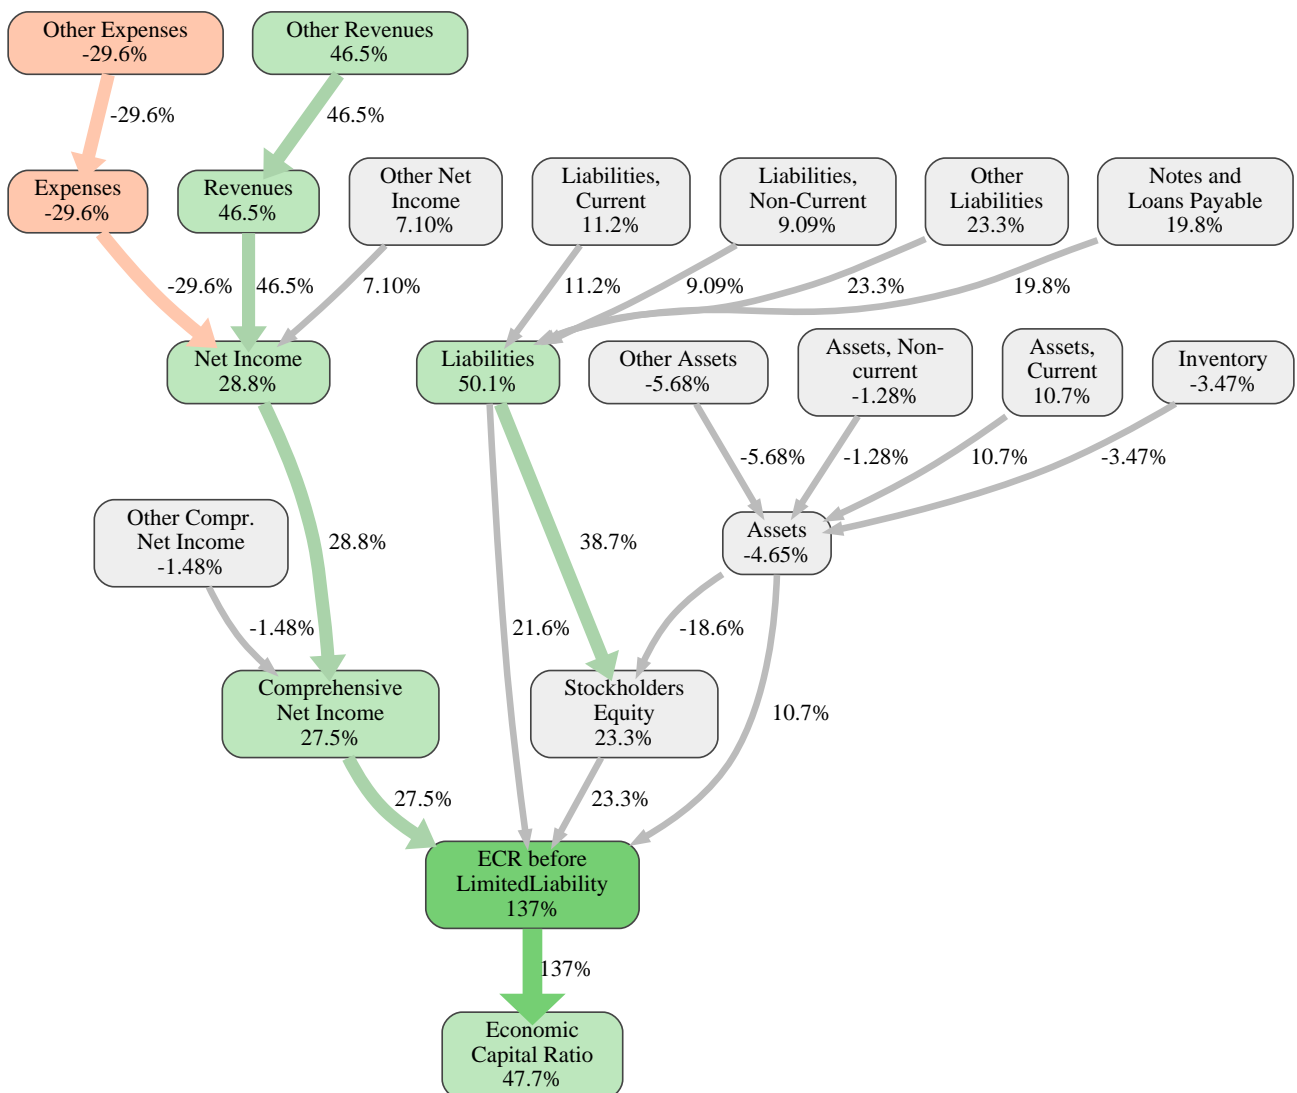 Other Expenses
-29.6%
Other Revenues
46.5%
-29.6%
46.5%
Expenses
-29.6%
Revenues
46.5%
Other Net
Income
7.10%
Liabilities,
Current
11.2%
Liabilities,
Non-Current
9.09%
Other
Liabilities
23.3%
Notes and
Loans Payable
19.8%
-29.6%
46.5%
7.10%
11.2%
9.09%
23.3%
19.8%
Net Income
28.8%
Liabilities
50.1%
Other Assets
-5.68%
Assets, Non-
current
-1.28%
Assets,
Current
10.7%
Inventory
-3.47%
-5.68%
-1.28%
10.7%
-3.47%
Other Compr.
Net Income
-1.48%
28.8%
38.7%
Assets
-4.65%
-1.48%
21.6%
-18.6%
Comprehensive
Net Income
27.5%
Stockholders
Equity
23.3%
10.7%
27.5%
23.3%
ECR before
LimitedLiability
137%
137%
Economic
Capital Ratio
47.7%